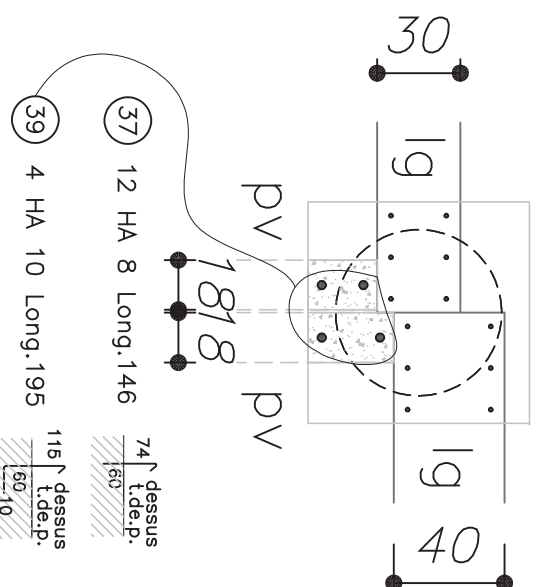 30
lg
pv
18
18
pv
lg
40
37 12 HA 8 Long.146
74 dessus
t.de.p.
60
39 4 HA 10 Long.195
115 dessus
t.de.p.
60
10